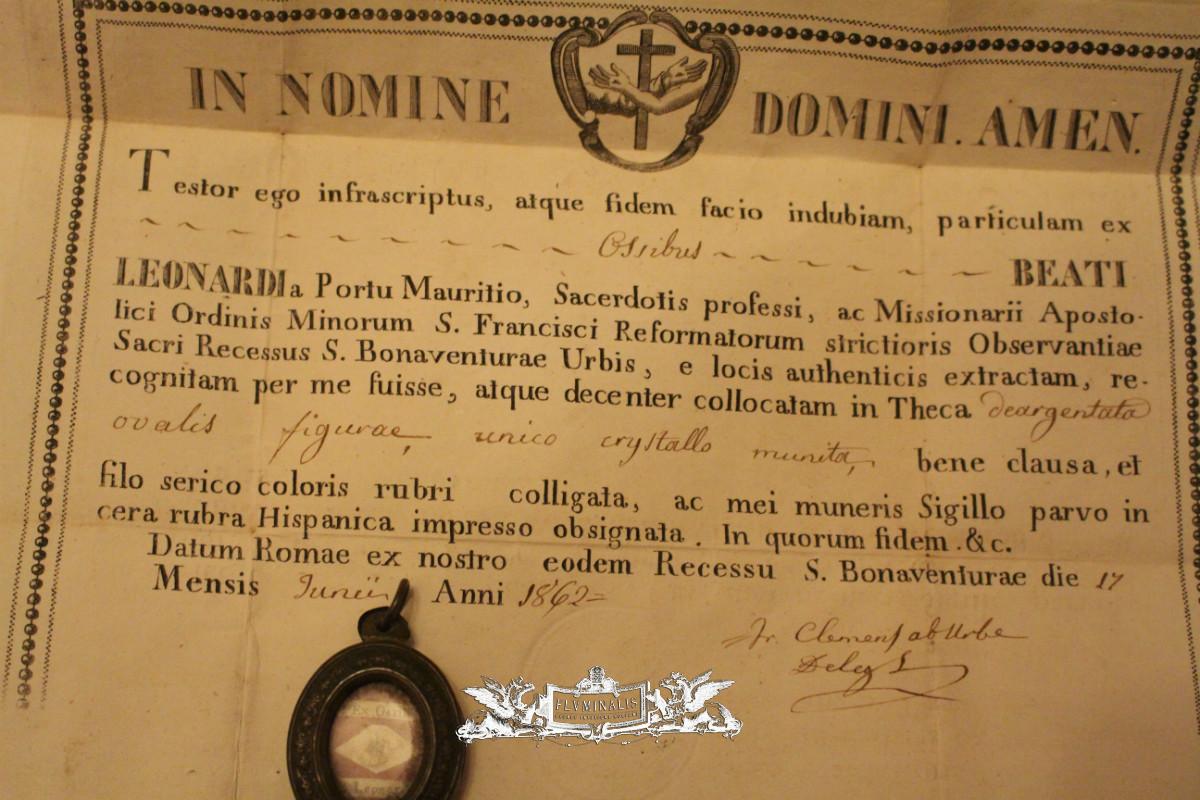 IN NOMINE DOMINI. AMEN.
Testor ego infrascriptus, atque fidem facio indubiam, particulam ex
~ ~ ~ ~ ~ ~ ~ ~ ~ ~ Ossibus ~ ~ ~ ~ ~ ~ ~ BEATI
LEONARDI a Portu Mauritio, Sacerdotis professi, ac Missionarii Aposto-
lici Ordinis Minorum S. Francisci Reformatorum strictioris Observantiae
Sacri Recessus S. Bonaventurae Urbis, e locis authenticis extractam, re-
cognitam per me fuisse, atque decenter collocatam in Theca deargentata
ovalis figurae, unico crystallo munita, bene clausa, et
filo serico coloris rubri colligata, ac mei muneris Sigillo parvo in
cera rubra Hispanica impresso obsignata. In quorum fidem .&c.
Datum Romae ex nostro eodem Recessu S. Bonaventurae die 17
Mensis Junii Anni 1862=
Fr. Clemens ab Urbe
Ex Oss
FLVMINALIS